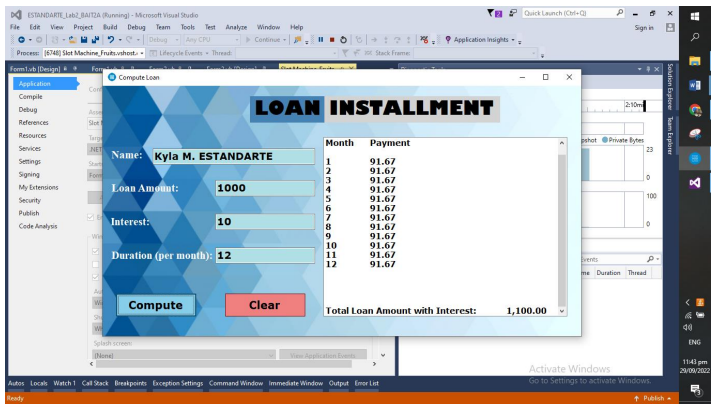 ESTANDARTE_Lab2_BAIT2A (Running) - Microsoft Visual Studio
Quick Launch (Ctrl+Q)
File Edit View Project Build Debug Team Tools Test Analyze Window Help
Sign in
Debug Any CPU Continue Application Insights
Process: [6748] Slot Machine_Fruits.vshost. Lifecycle Events Thread: Stack Frame:
Form1.vb [Design]
Application
Compile
Debug
References
Resources
Services
Settings
Signing
My Extensions
Security
Publish
Code Analysis
Compute Loan
LOAN INSTALLMENT
Name: Kyla M. ESTANDARTE
Loan Amount: 1000
Interest: 10
Duration (per month): 12
Compute Clear
Month Payment
1 91.67
2 91.67
3 91.67
4 91.67
5 91.67
6 91.67
7 91.67
8 91.67
9 91.67
10 91.67
11 91.67
12 91.67
Total Loan Amount with Interest: 1,100.00
2:10mi
Private Bytes
23
0
100
0
Duration Thread
Solution Explorer
Team Explorer
Splash screen:
(None) View Application Events
Activate Windows
Go to Settings to activate Windows.
Autos Locals Watch 1 Call Stack Breakpoints Exception Settings Command Window Immediate Window Output Error List
Ready
Publish
ENG
11:43 pm
29/09/2022
3